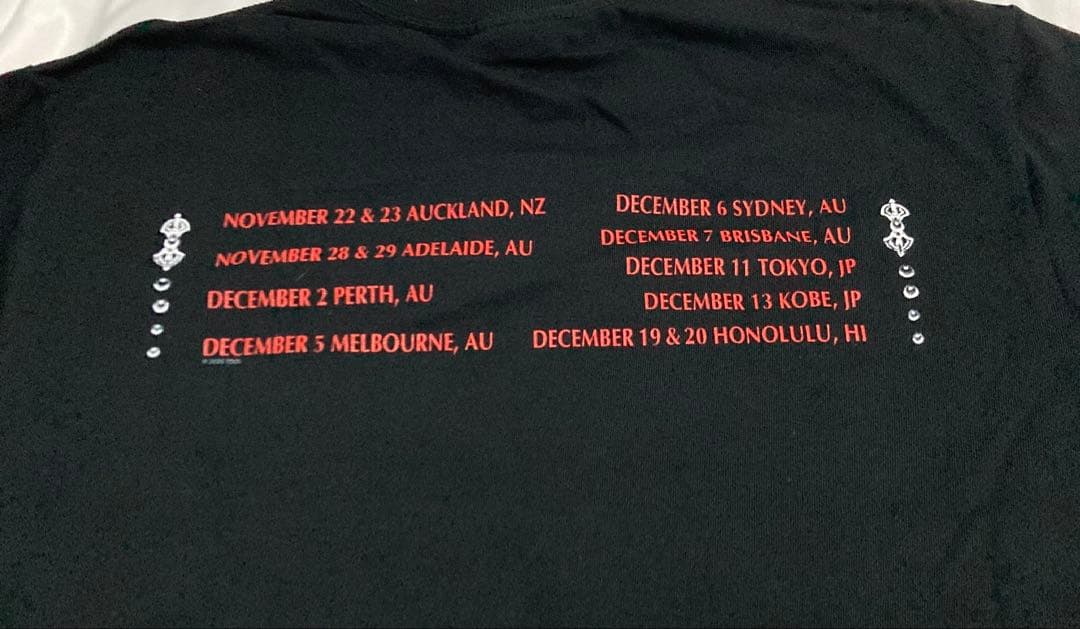 NOVEMBER 22 & 23 AUCKLAND, NZ
NOVEMBER 28 & 29 ADELAIDE, AU
DECEMBER 2 PERTH, AU
DECEMBER 5 MELBOURNE, AU
DECEMBER 6 SYDNEY, AU
DECEMBER 7 BRISBANE, AU
DECEMBER 11 TOKYO, JP
DECEMBER 13 KOBE, JP
DECEMBER 19 & 20 HONOLULU, HI